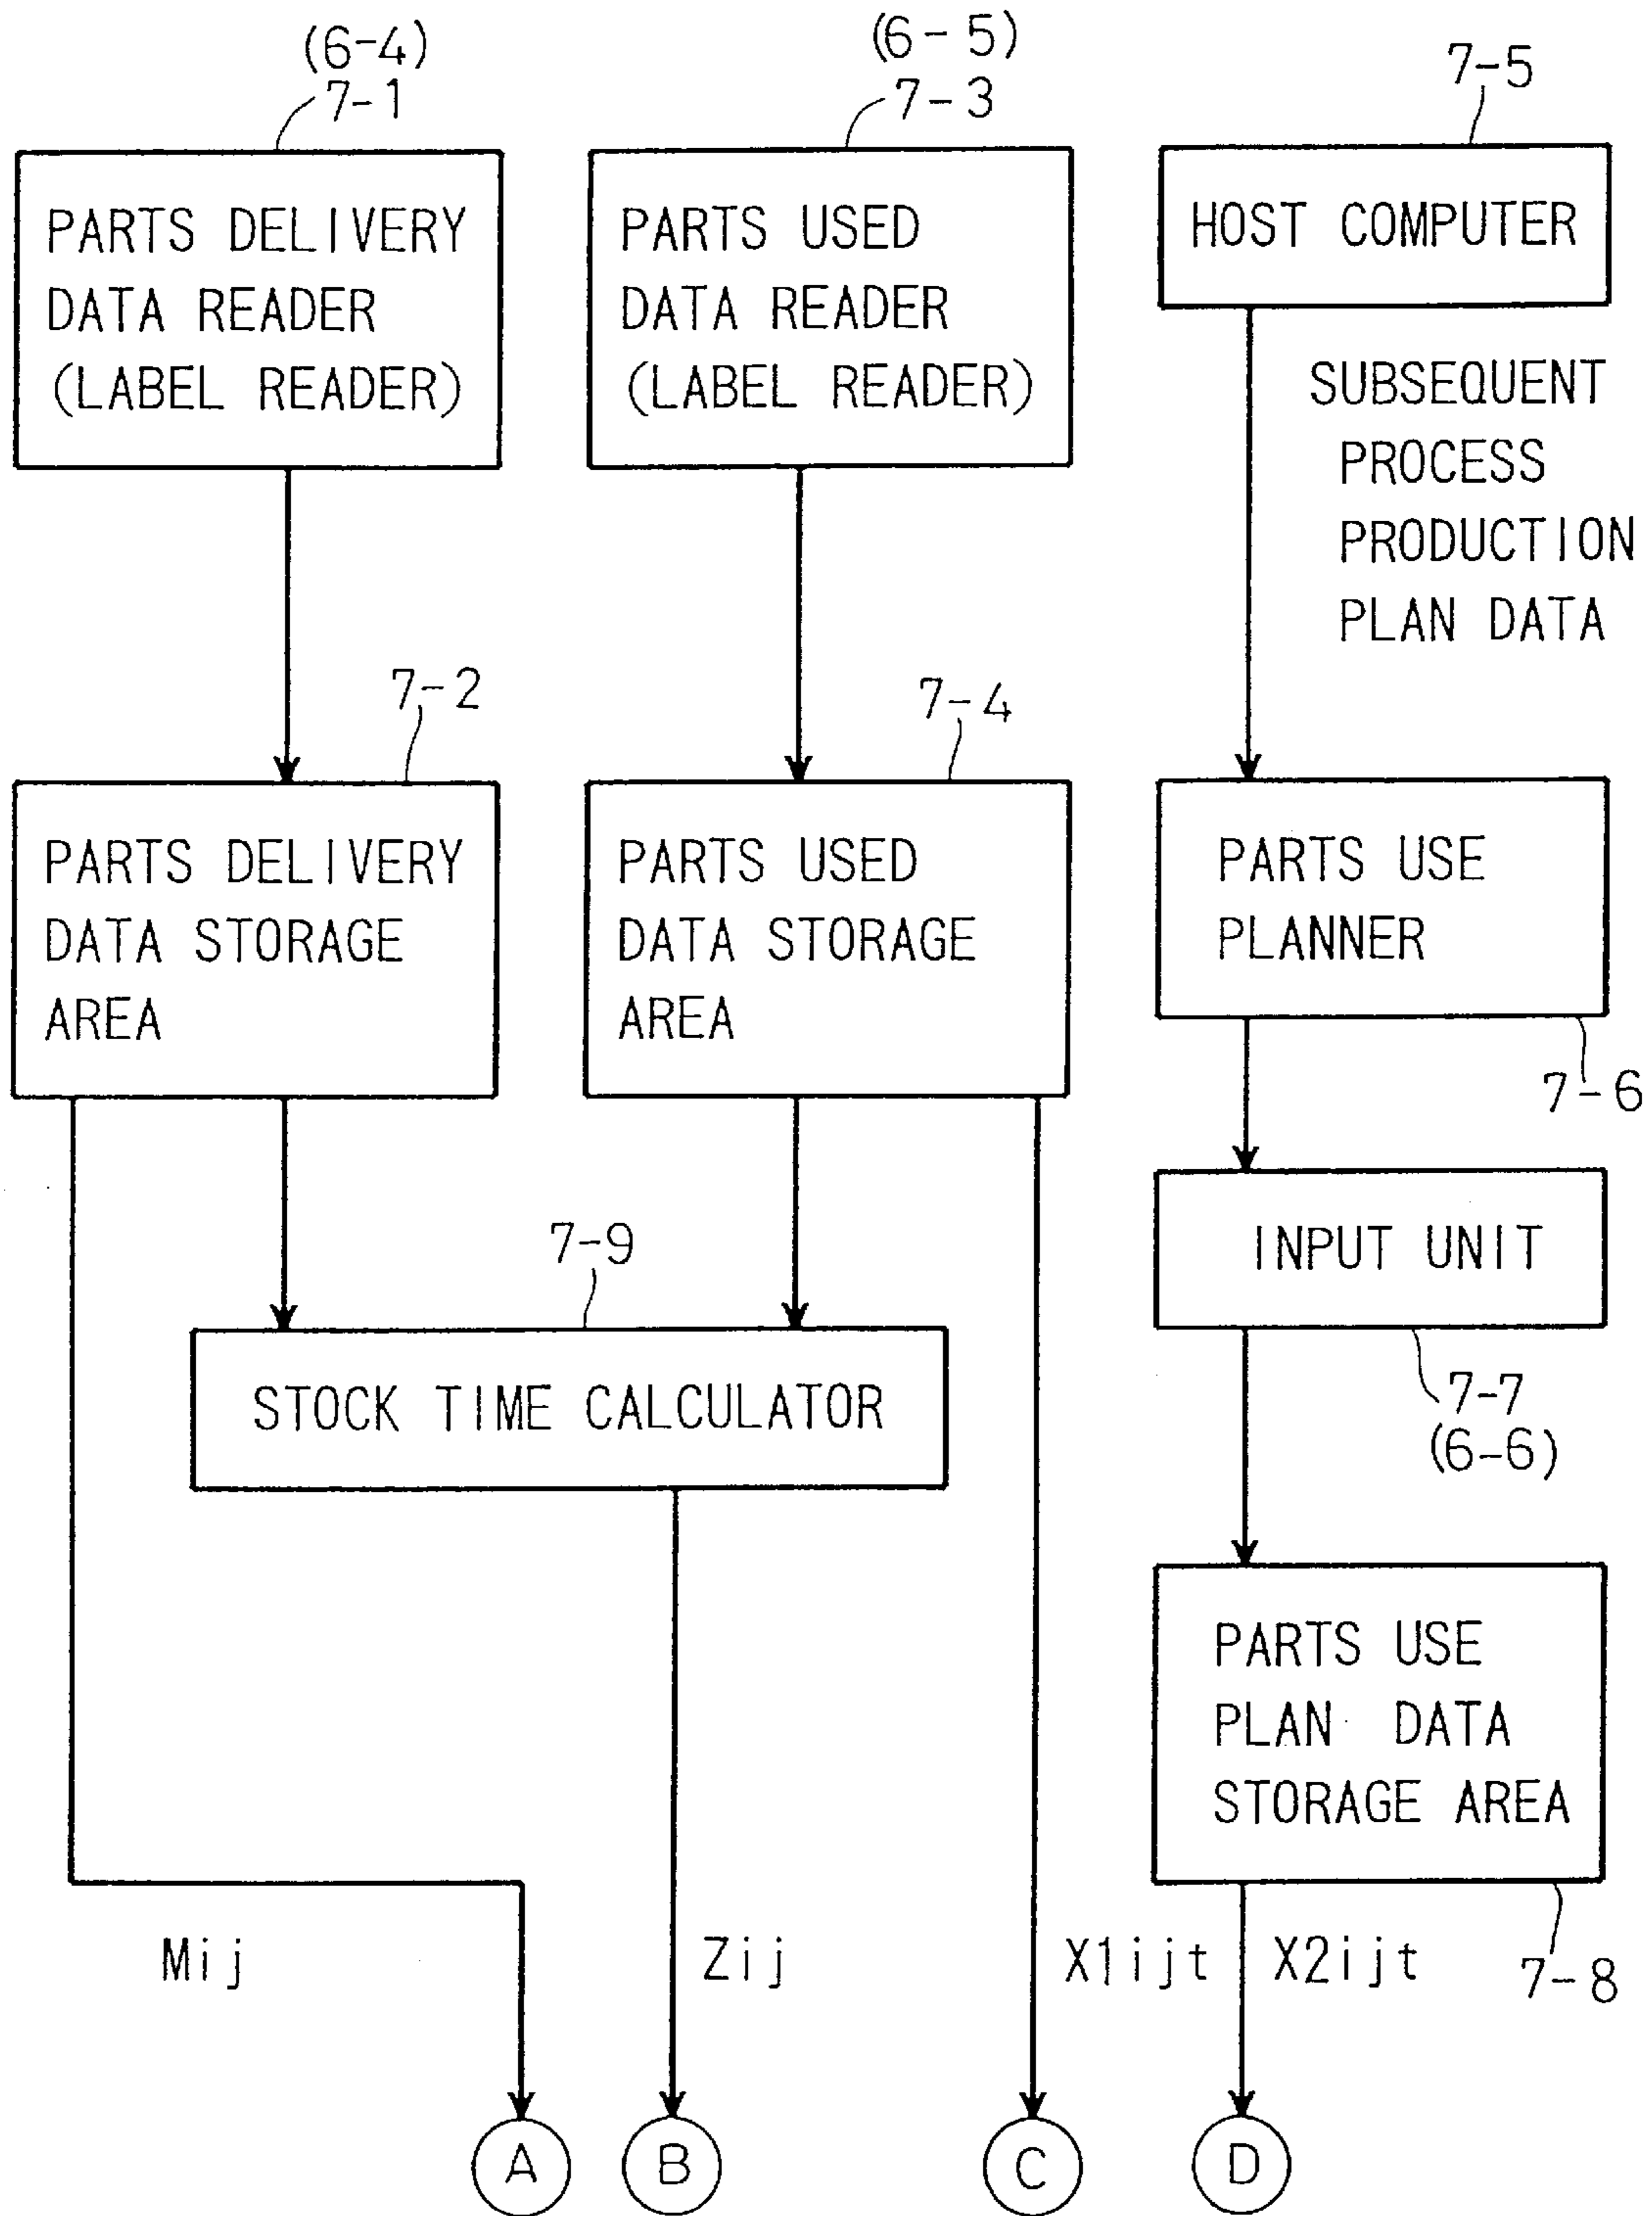 (6-4)
7-1
(6-5)
7-3
7-5
PARTS DELIVERY
DATA READER
(LABEL READER)
PARTS USED
DATA READER
(LABEL READER)
HOST COMPUTER
SUBSEQUENT
PROCESS
PRODUCTION
PLAN DATA
7-2
7-4
PARTS DELIVERY
DATA STORAGE
AREA
PARTS USED
DATA STORAGE
AREA
PARTS USE
PLANNER
7-6
INPUT UNIT
7-7
(6-6)
7-9
STOCK TIME CALCULATOR
PARTS USE
PLAN DATA
STORAGE AREA
7-8
Mij
Zij
X1ijt
X2ijt
A
B
C
D